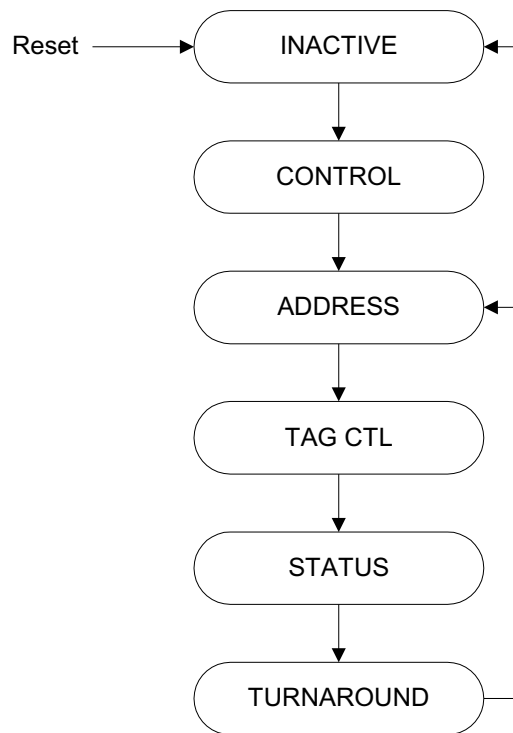 Reset
INACTIVE
CONTROL
ADDRESS
TAG CTL
STATUS
TURNAROUND